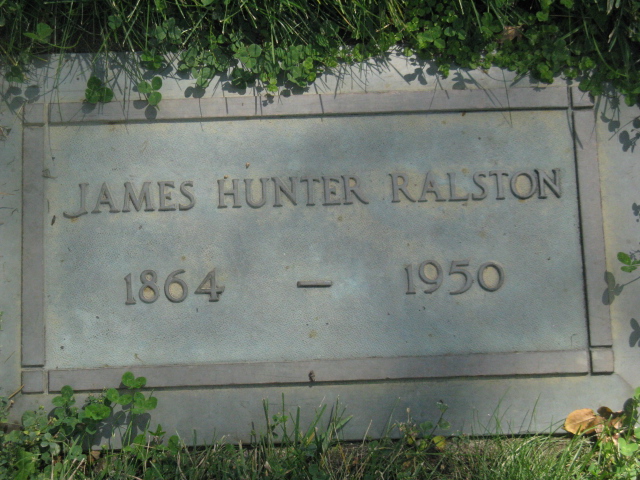 JAMES HUNTER RALSTON
1864 — 1950